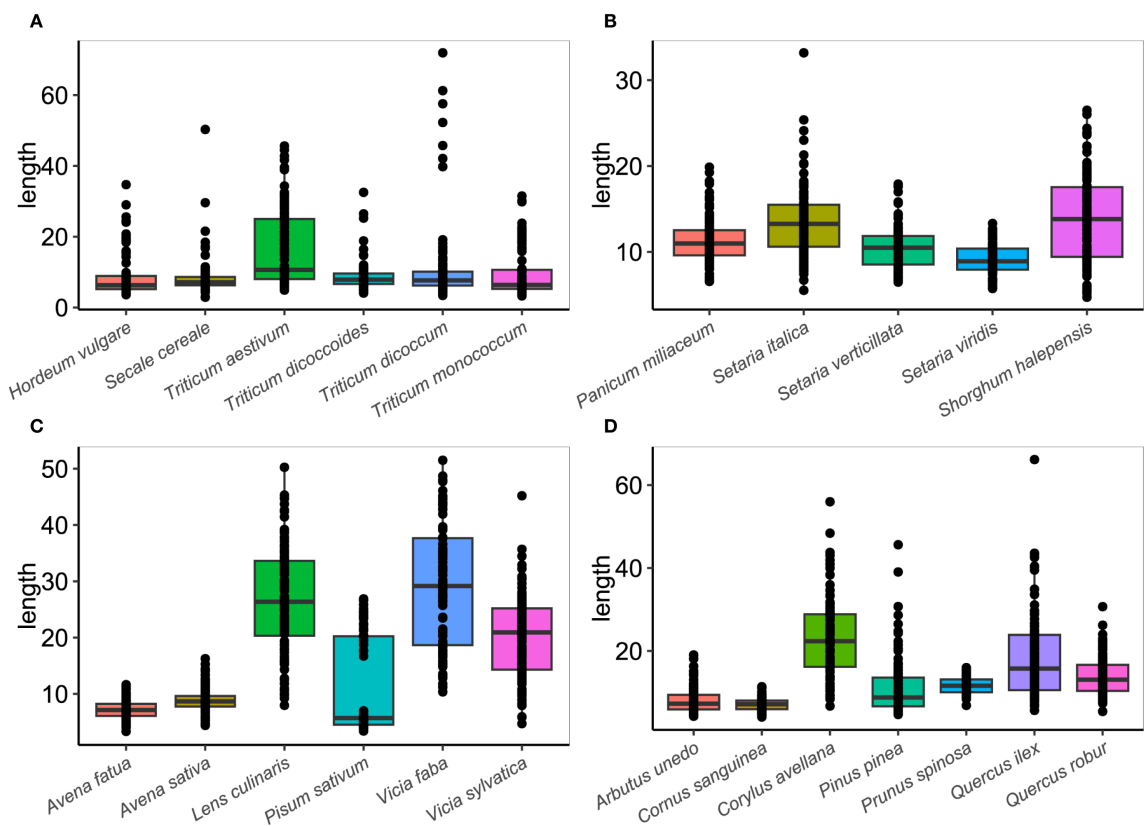 A
length
60
40
20
0
Hordeum vulgare
Secale cereale
Triticum aestivum
Triticum dicoccoides
Triticum dicoccum
Triticum monococcum
B
length
30
20
10
Panicum miliaceum
Setaria italica
Setaria verticillata
Setaria viridis
Shorghum halepensis
C
length
50
40
30
20
10
Avena fatua
Avena sativa
Lens culinaris
Pisum sativum
Vicia faba
Vicia sylvatica
D
length
60
40
20
Arbutus unedo
Cornus sanguinea
Corylus avellana
Pinus pinea
Prunus spinosa
Quercus ilex
Quercus robur